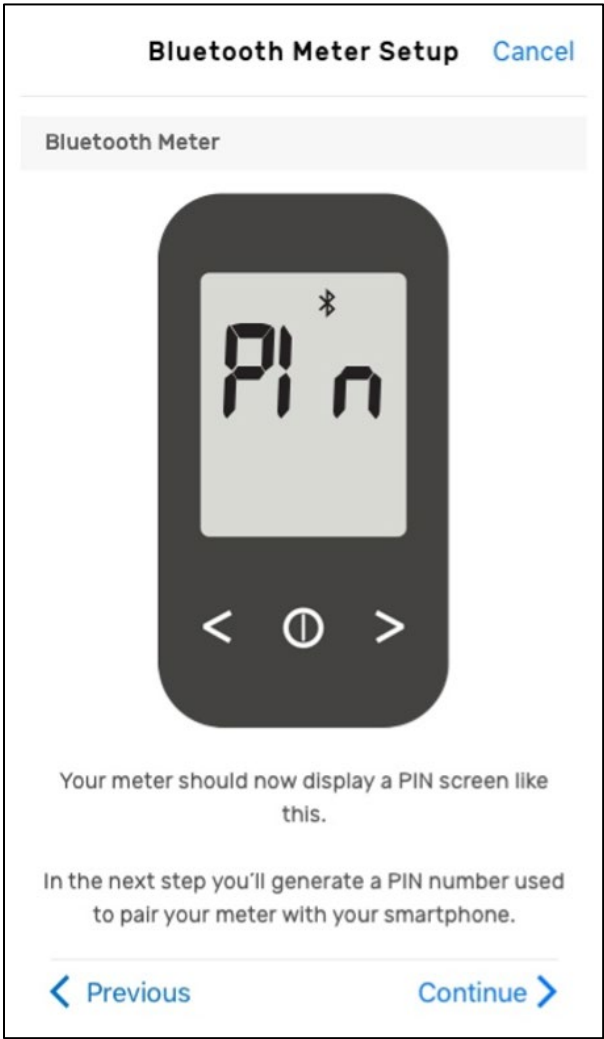 Bluetooth Meter Setup Cancel
Bluetooth Meter
PIn
< >
Your meter should now display a PIN screen like
this.
In the next step you'll generate a PIN number used
to pair your meter with your smartphone.
Previous Continue